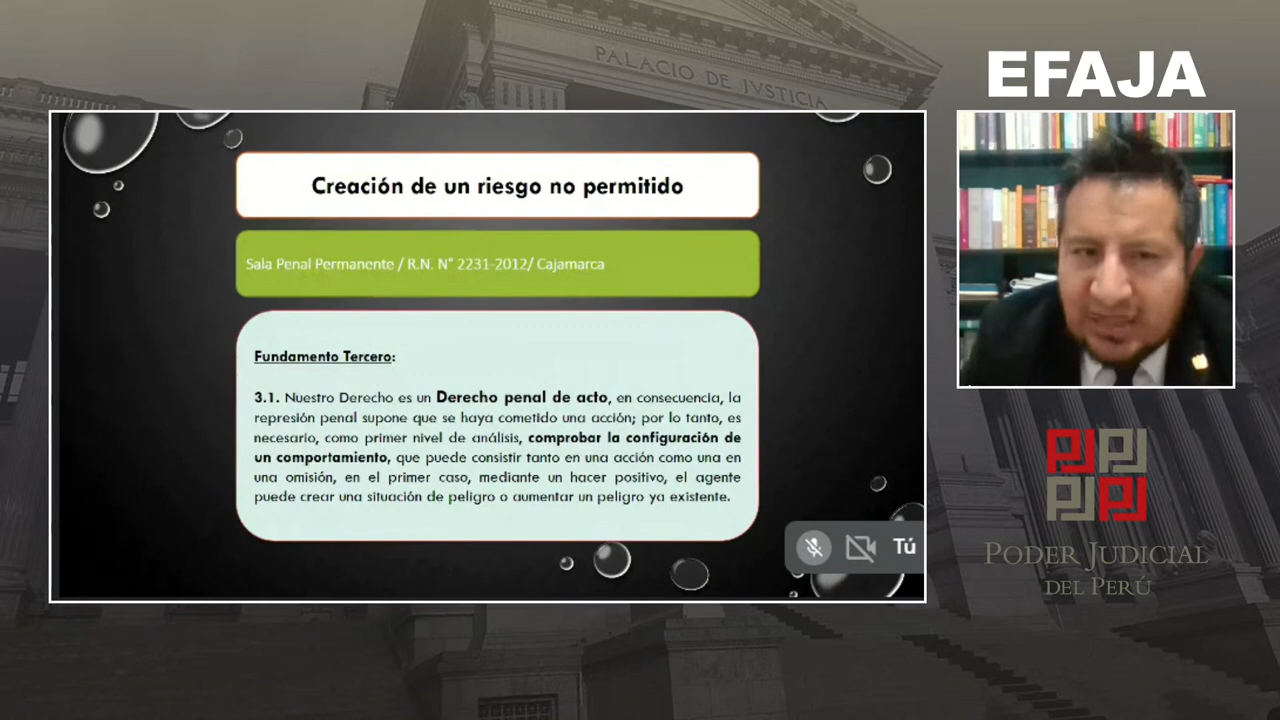 PALACIO DE JUSTICIA
EFAJA
Creación de un riesgo no permitido
Sala Penal Permanente / R.N. N° 2231-2012/ Cajamarca
Fundamento Tercero:
3.1. Nuestro Derecho es un Derecho penal de acto, en consecuencia, la
represión penal supone que se haya cometido una acción; por lo tanto, es
necesario, como primer nivel de análisis, comprobar la configuración de
un comportamiento, que puede consistir tanto en una acción como una en
una omisión, en el primer caso, mediante un hacer positivo, el agente
puede crear una situación de peligro o aumentar un peligro ya existente.
Tú
PJ PJ
PJ PJ
PODER JUDICIAL
DEL PERÚ